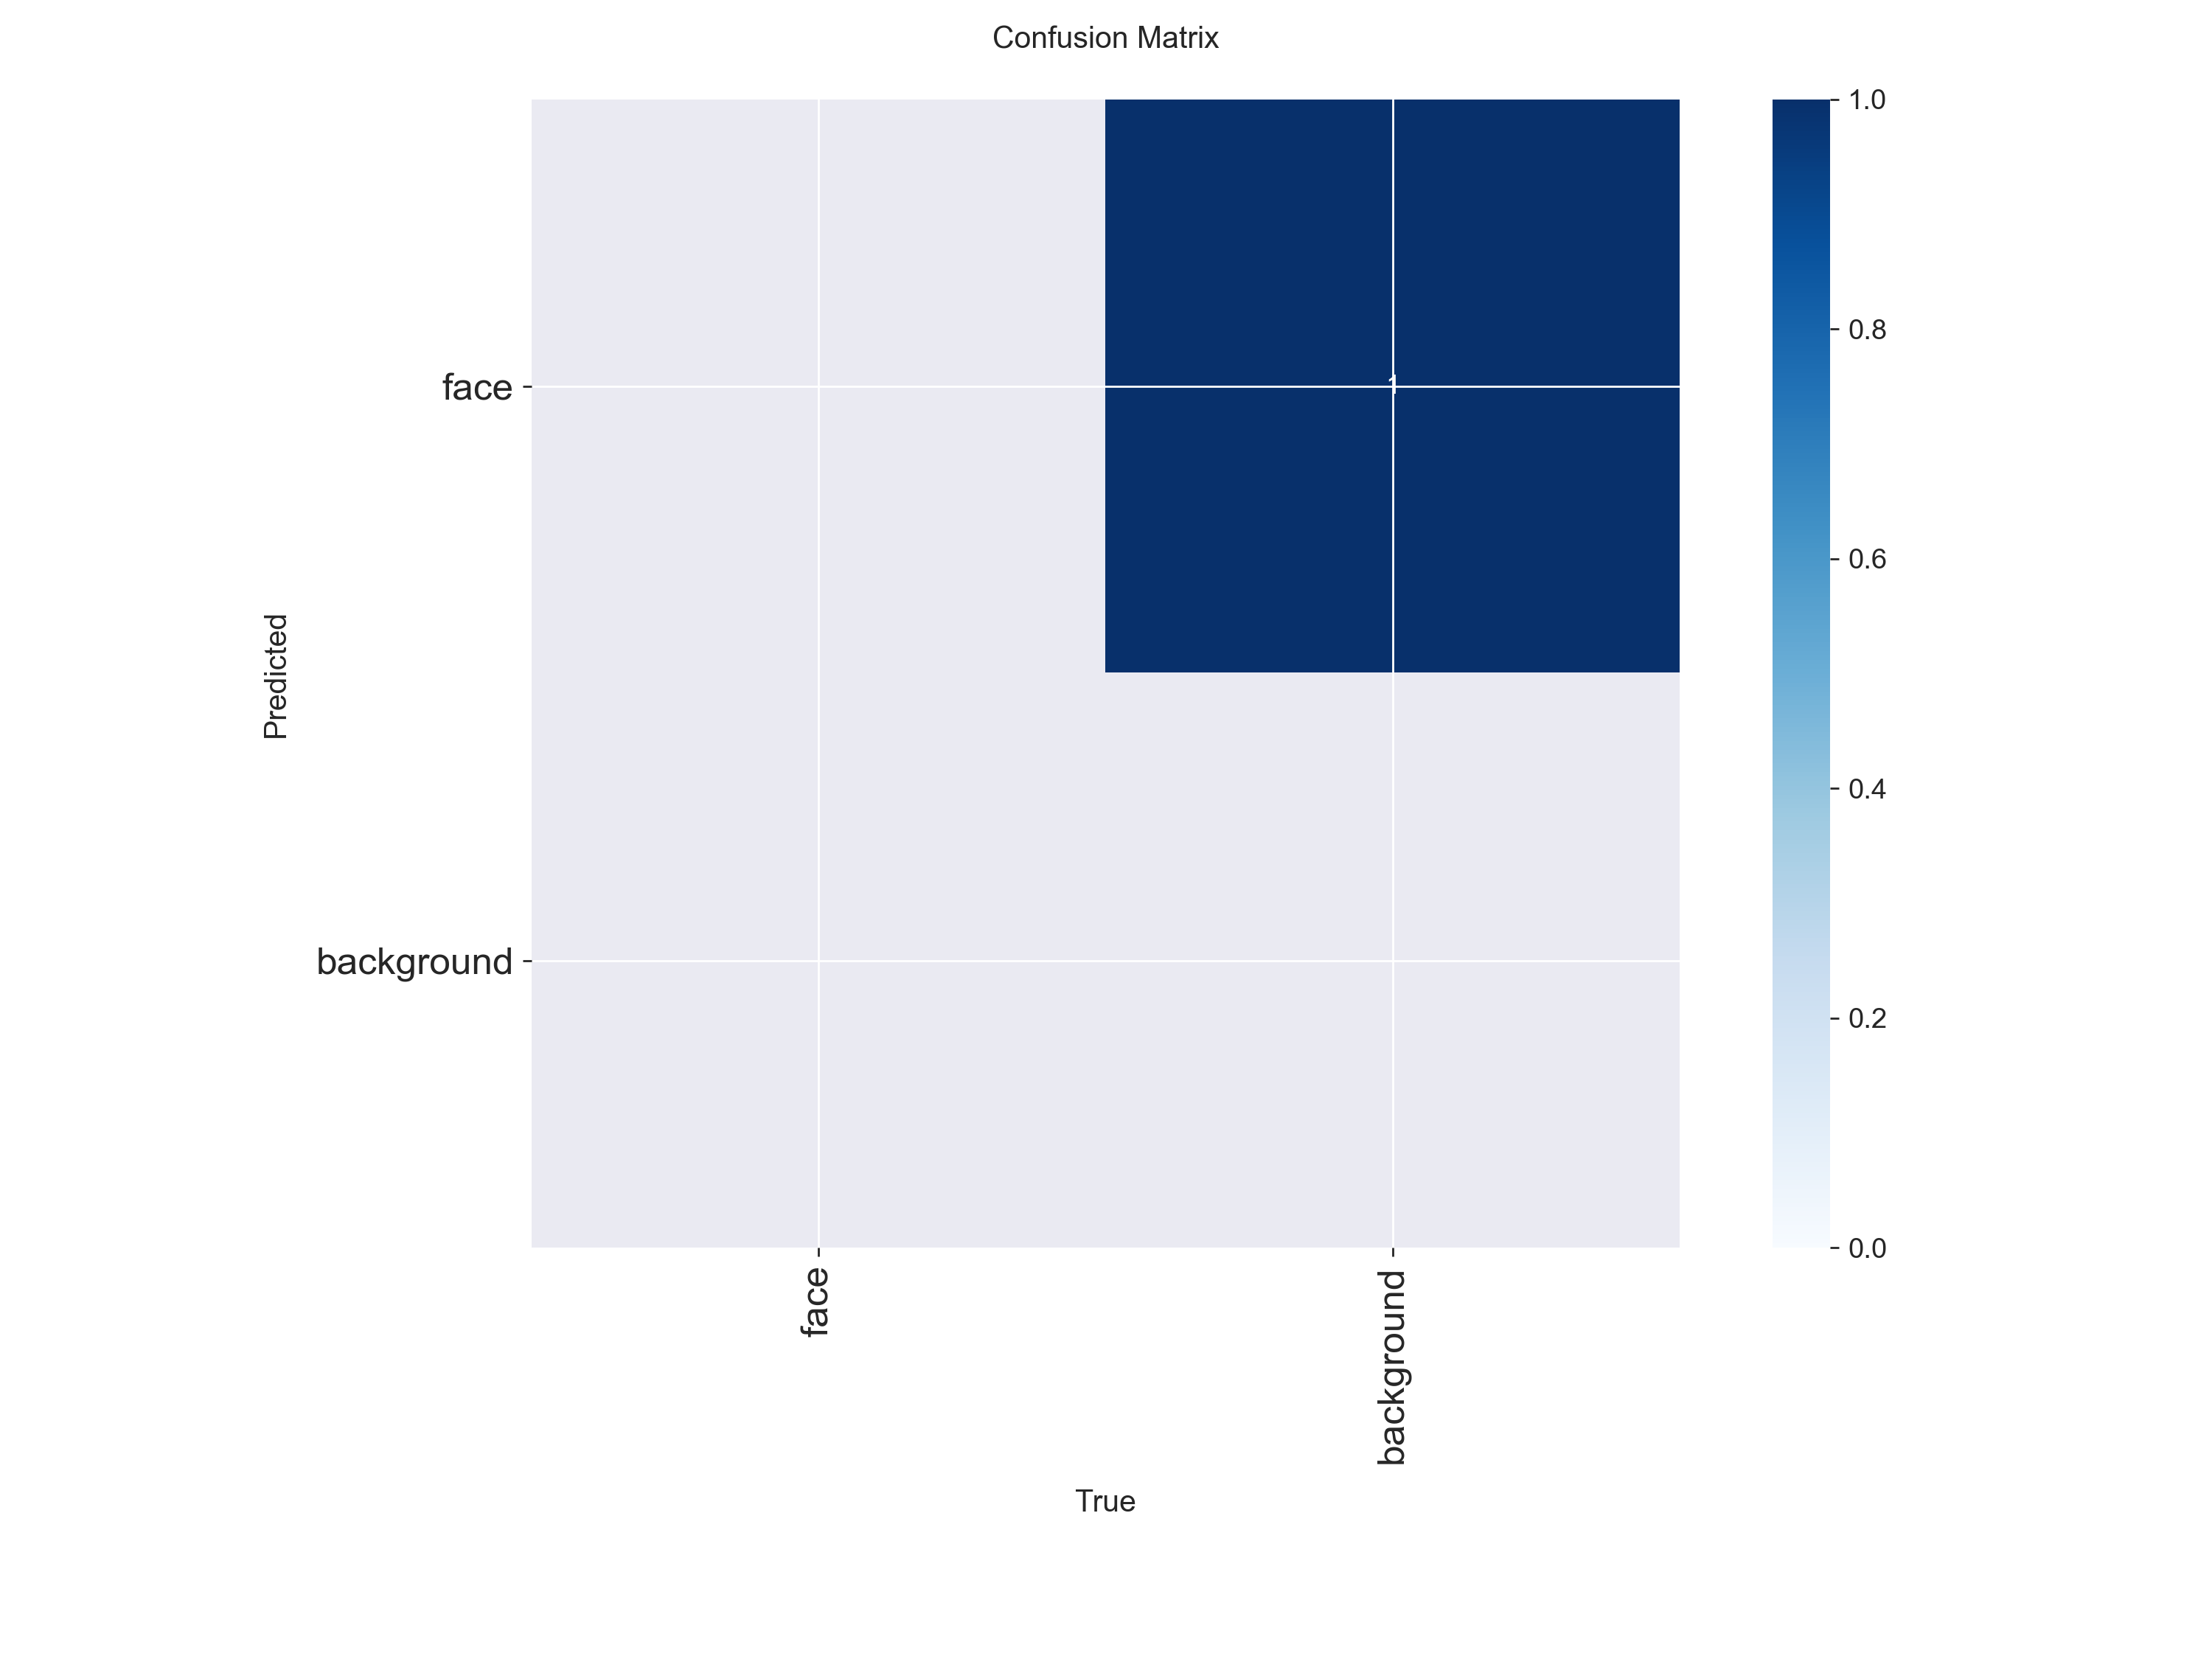 Confusion Matrix
1.0
0.8
0.6
0.4
0.2
0.0
Predicted
face
background
1
face
background
True